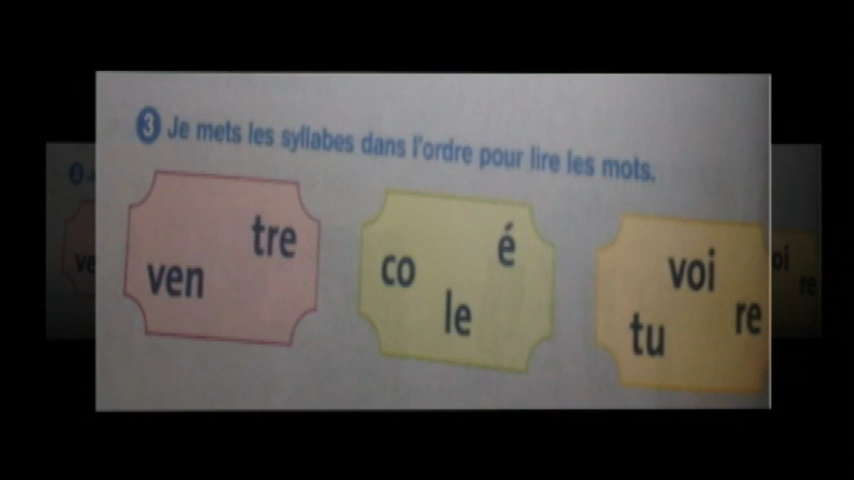 3 Je mets les syllabes dans l'ordre pour lire les mots.
ven tre
co le é
tu voi re